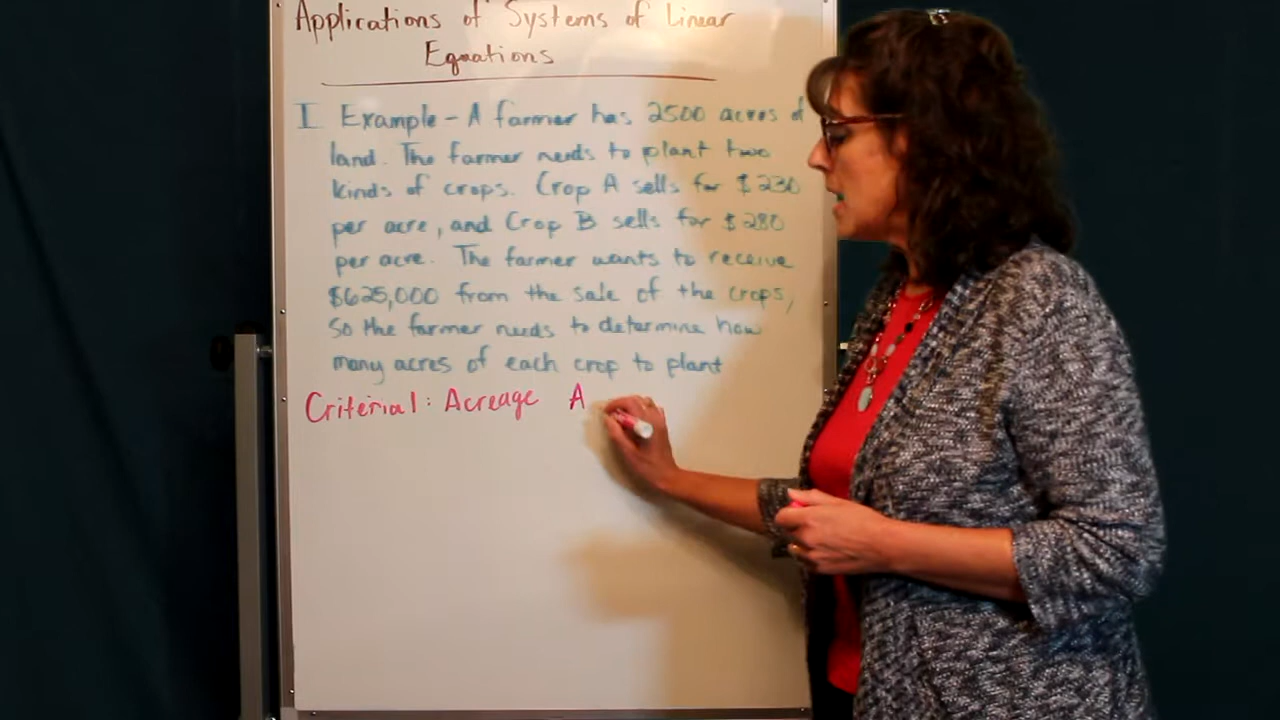 Applications of Systems of Linear
Equations
I Example - A farmer has 2500 acres of
land. The farmer needs to plant two
kinds of crops. Crop A sells for $230
per acre, and Crop B sells for $280
per acre. The farmer wants to receive
$625,000 from the sale of the crops,
so the farmer needs to determine how
many acres of each crop to plant
Criteria1: Acreage A